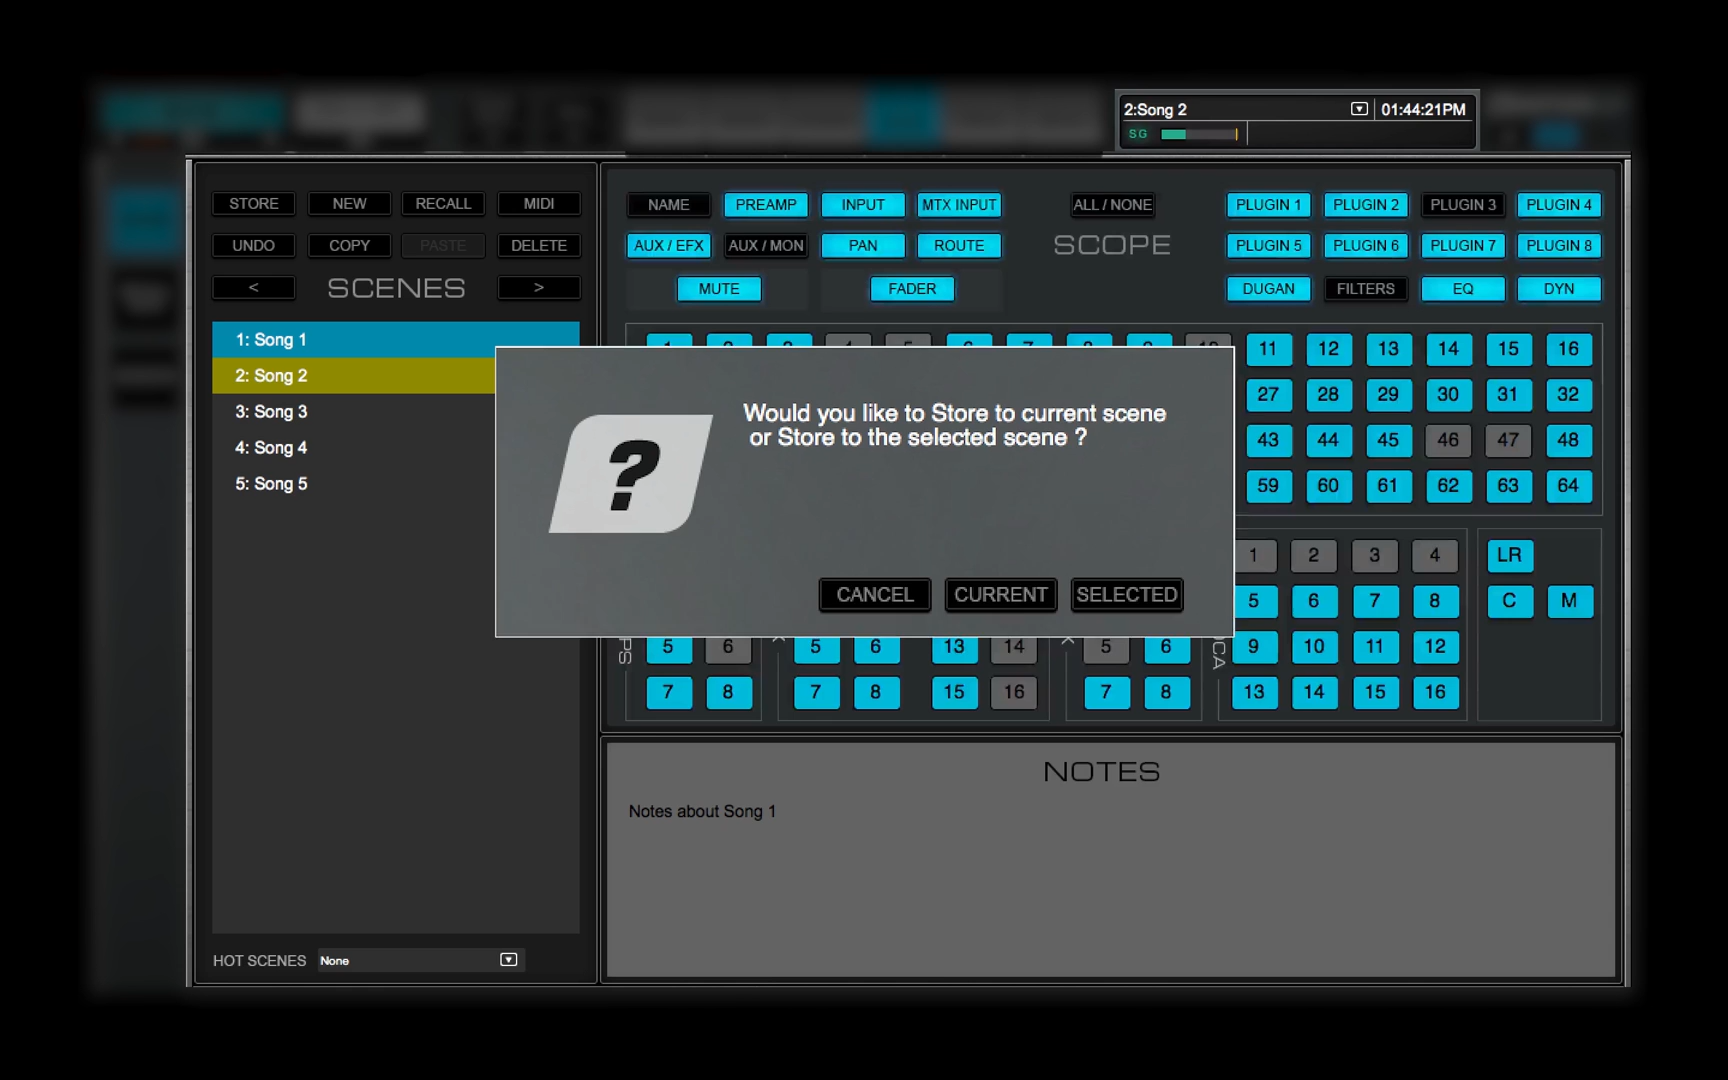 2:Song 2
01:44:21PM
SG
STORE NEW RECALL MIDI
UNDO COPY PASTE DELETE
< SCENES >
1: Song 1
2: Song 2
3: Song 3
4: Song 4
5: Song 5
HOT SCENES None
NAME PREAMP INPUT MTX INPUT
AUX / EFX AUX / MON PAN ROUTE
MUTE FADER
ALL / NONE
SCOPE
PLUGIN 1 PLUGIN 2 PLUGIN 3 PLUGIN 4
PLUGIN 5 PLUGIN 6 PLUGIN 7 PLUGIN 8
DUGAN FILTERS EQ DYN
11 12 13 14 15 16
27 28 29 30 31 32
43 44 45 46 47 48
59 60 61 62 63 64
Would you like to Store to current scene
or Store to the selected scene ?
?
CANCEL CURRENT SELECTED
1 2 3 4 LR
5 6 7 8 C M
5 6 5 6 13 14 5 6 9 10 11 12
7 8 7 8 15 16 7 8 13 14 15 16
NOTES
Notes about Song 1